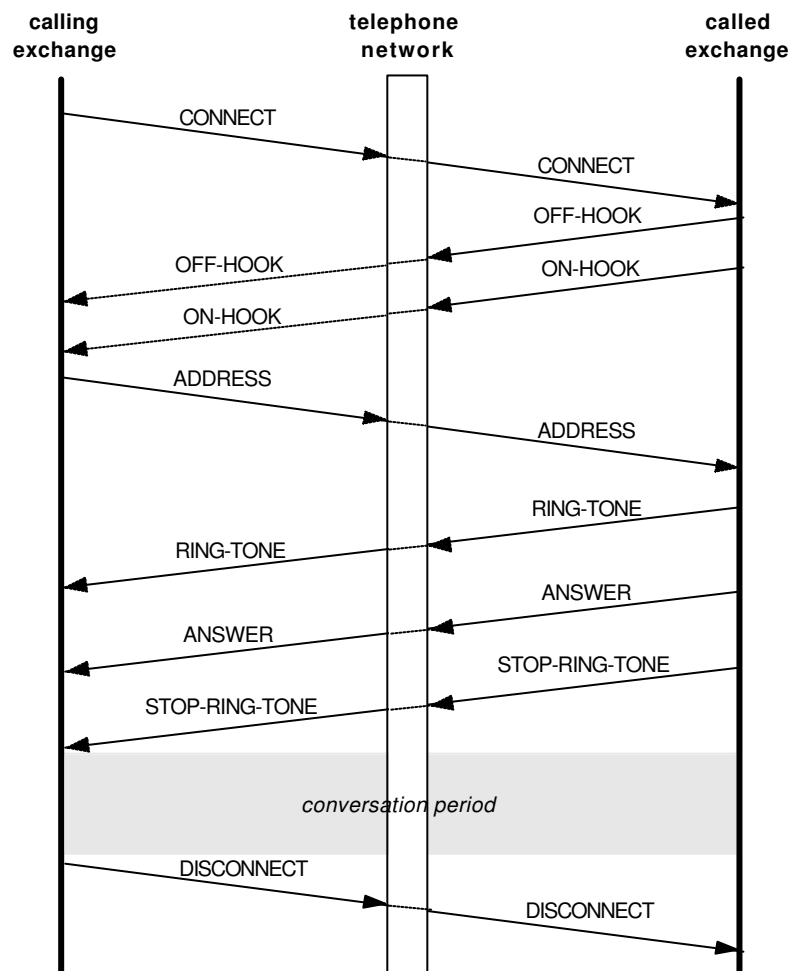 calling
exchange
telephone
network
called
exchange
CONNECT
CONNECT
OFF-HOOK
OFF-HOOK
ON-HOOK
ON-HOOK
ADDRESS
ADDRESS
RING-TONE
RING-TONE
ANSWER
ANSWER
STOP-RING-TONE
STOP-RING-TONE
conversation period
DISCONNECT
DISCONNECT